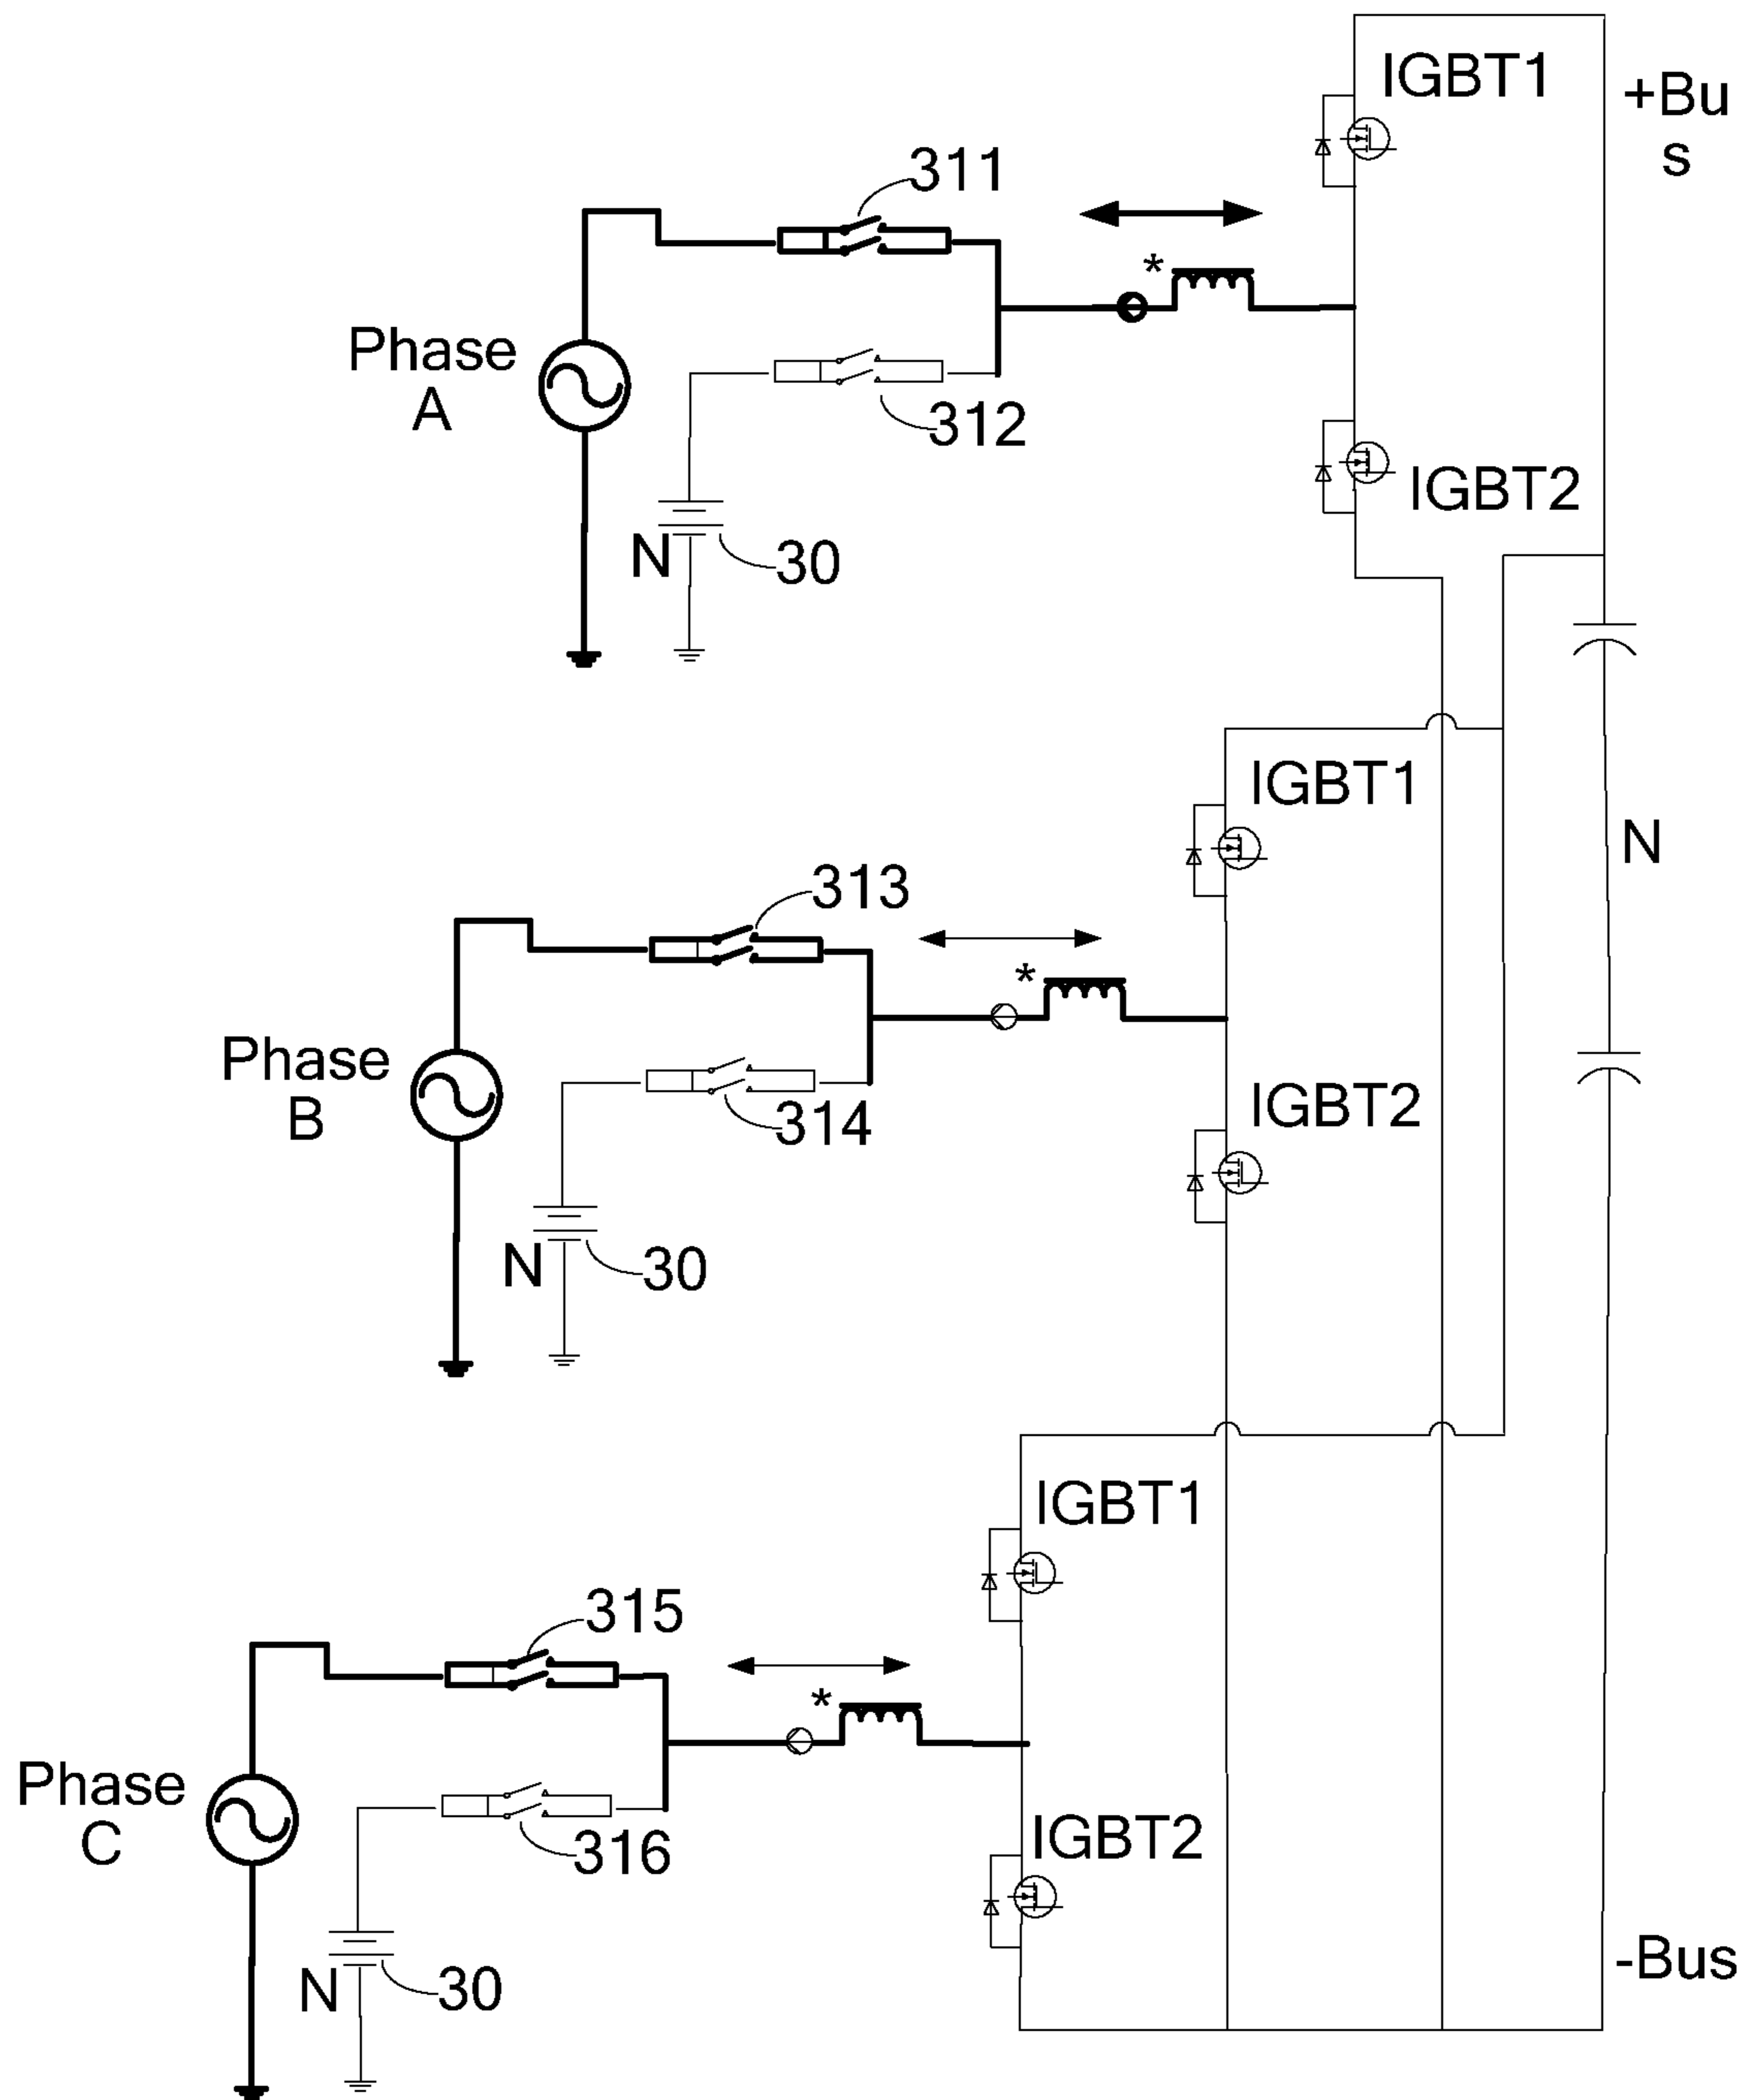 IGBT1
+Bu
s
311
*
Phase
A
312
IGBT2
N
30
IGBT1
N
313
*
Phase
B
314
IGBT2
N
30
IGBT1
315
*
Phase
C
316
IGBT2
N
30
-Bus